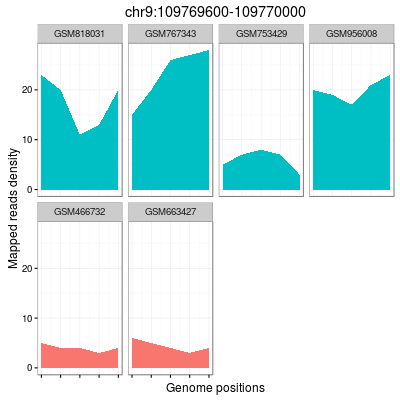 chr9:109769600-109770000
GSM818031 GSM767343 GSM753429 GSM956008
20
10
0
GSM466732 GSM663427
20
10
0
Mapped reads density
Genome positions